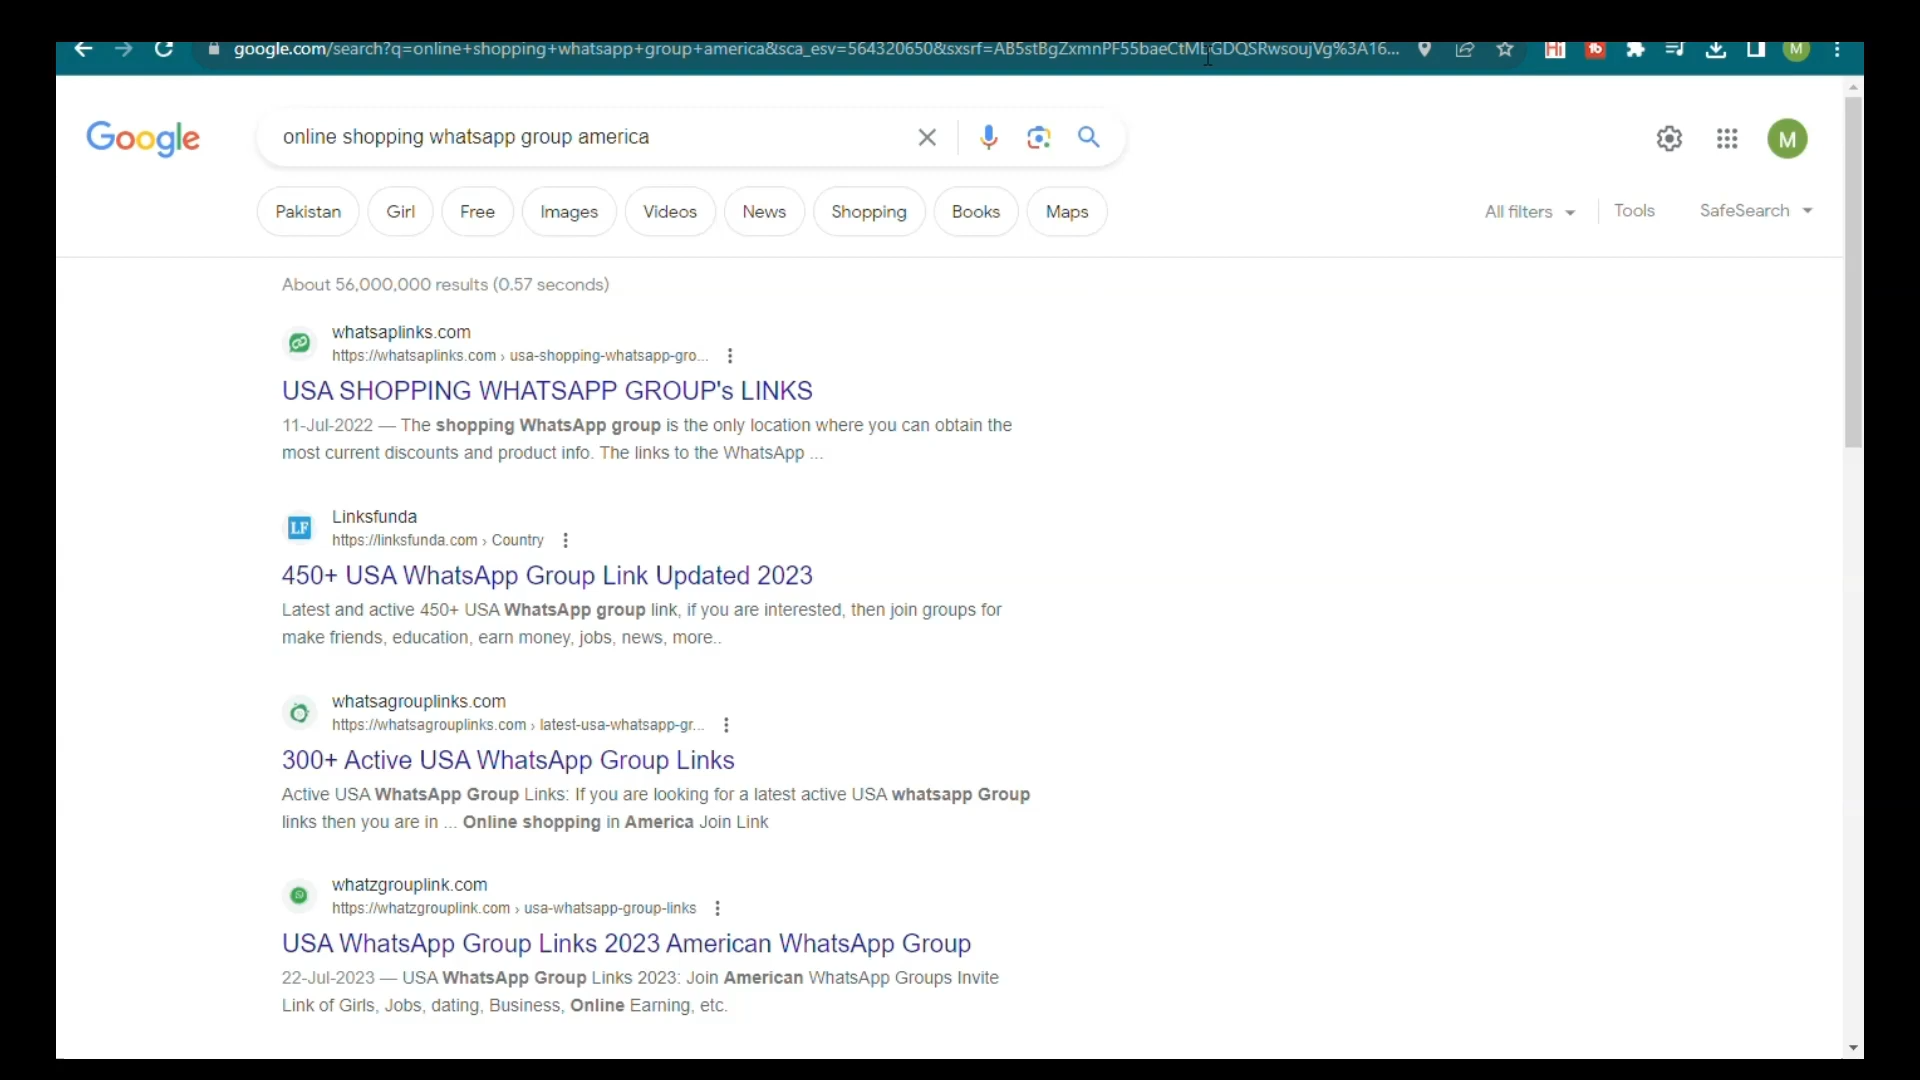 google.com/search?q=online+shopping+whatsapp+group+america&sca_esv=564320650&sxsrf=AB5stBgZxmnPF55baeCtMLGDQSRwsoujVg%3A16...
Hi
M
Google
online shopping whatsapp group america
M
Pakistan
Girl
Free
Images
Videos
News
Shopping
Books
Maps
All filters
Tools
SafeSearch
About 56,000,000 results (0.57 seconds)
whatsaplinks.com
https://whatsaplinks.com › usa-shopping-whatsapp-gro...
USA SHOPPING WHATSAPP GROUP's LINKS
11-Jul-2022 — The shopping WhatsApp group is the only location where you can obtain the
most current discounts and product info. The links to the WhatsApp ...
LF
Linksfunda
https://linksfunda.com › Country
450+ USA WhatsApp Group Link Updated 2023
Latest and active 450+ USA WhatsApp group link, if you are interested, then join groups for
make friends, education, earn money, jobs, news, more..
whatsagrouplinks.com
https://whatsagrouplinks.com › latest-usa-whatsapp-gr...
300+ Active USA WhatsApp Group Links
Active USA WhatsApp Group Links: If you are looking for a latest active USA whatsapp Group
links then you are in ... Online shopping in America Join Link
whatzgrouplink.com
https://whatzgrouplink.com › usa-whatsapp-group-links
USA WhatsApp Group Links 2023 American WhatsApp Group
22-Jul-2023 — USA WhatsApp Group Links 2023: Join American WhatsApp Groups Invite
Link of Girls, Jobs, dating, Business, Online Earning, etc.